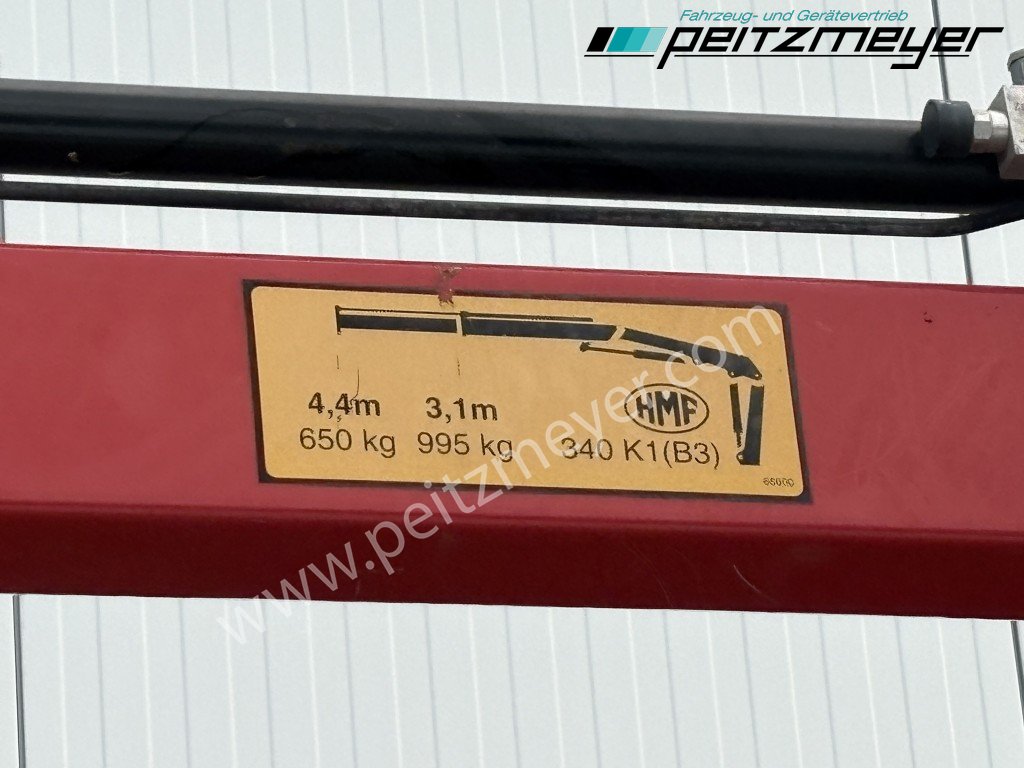 Fahrzeug- und Gerätevertrieb
peitzmeyer
4,4m 3,1m
650 kg 995 kg
HMF
340 K1(B3)
www.peitzmeyer.com